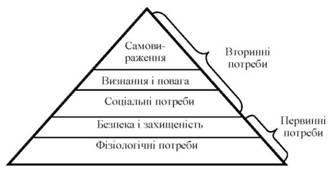 Самови-
раження
Визнання і повага
Соціальні потреби
Безпека і захищеність
Фізіологічні потреби
Вторинні
потреби
Первинні
потреби